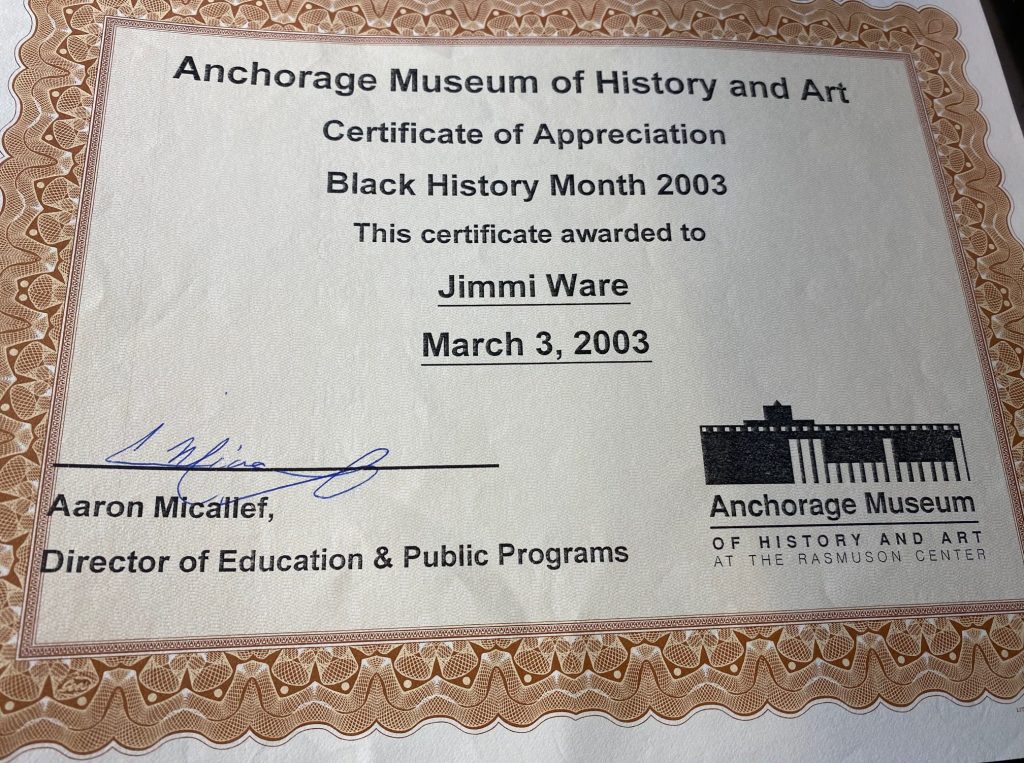 Anchorage Museum of History and Art
Certificate of Appreciation
Black History Month 2003
This certificate awarded to
Jimmi Ware
March 3, 2003
Aaron Micallef,
Director of Education & Public Programs
Anchorage Museum
OF HISTORY AND ART
AT THE RASMUSON CENTER